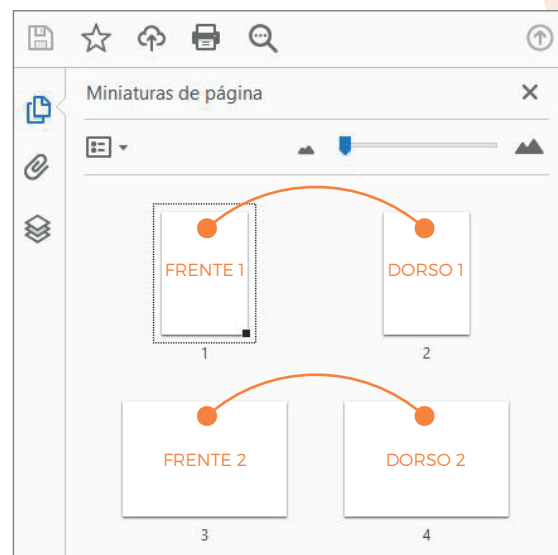 Miniaturas de página
FRENTE 1
DORSO 1
1
2
FRENTE 2
DORSO 2
3
4